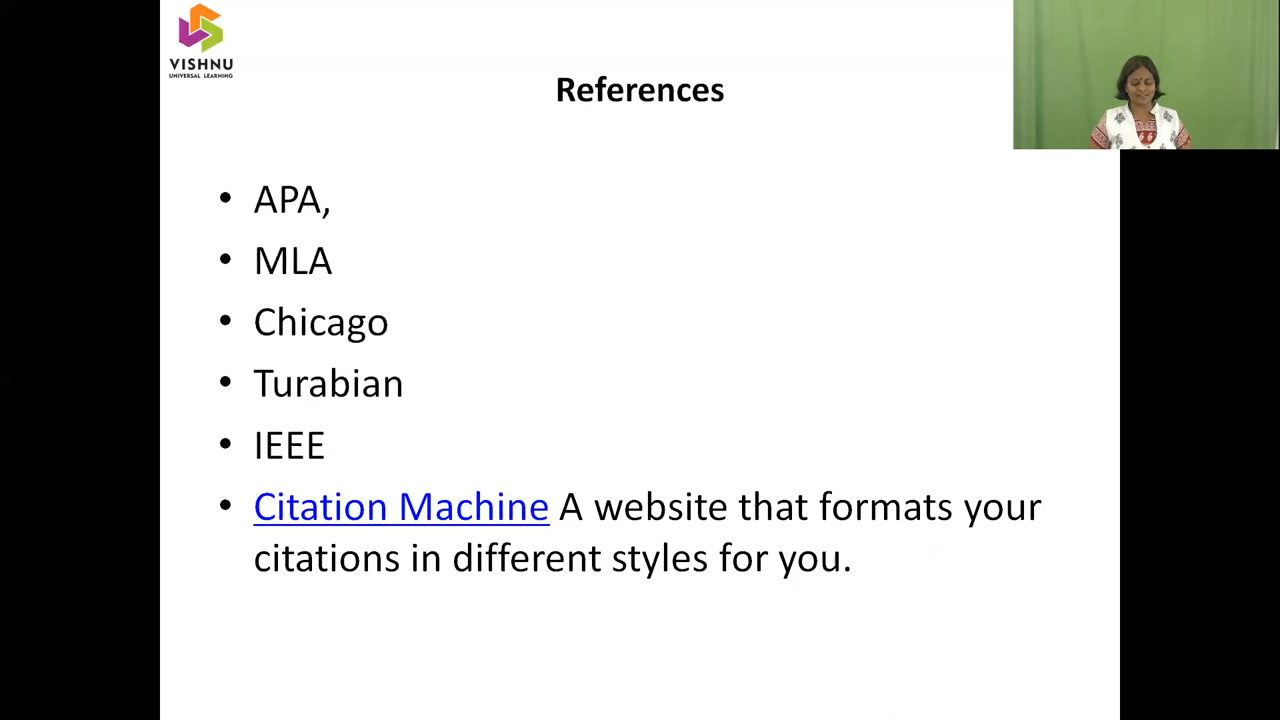 VISHNU
UNIVERSAL LEARNING
References
• APA,
• MLA
• Chicago
• Turabian
• IEEE
• Citation Machine A website that formats your
citations in different styles for you.